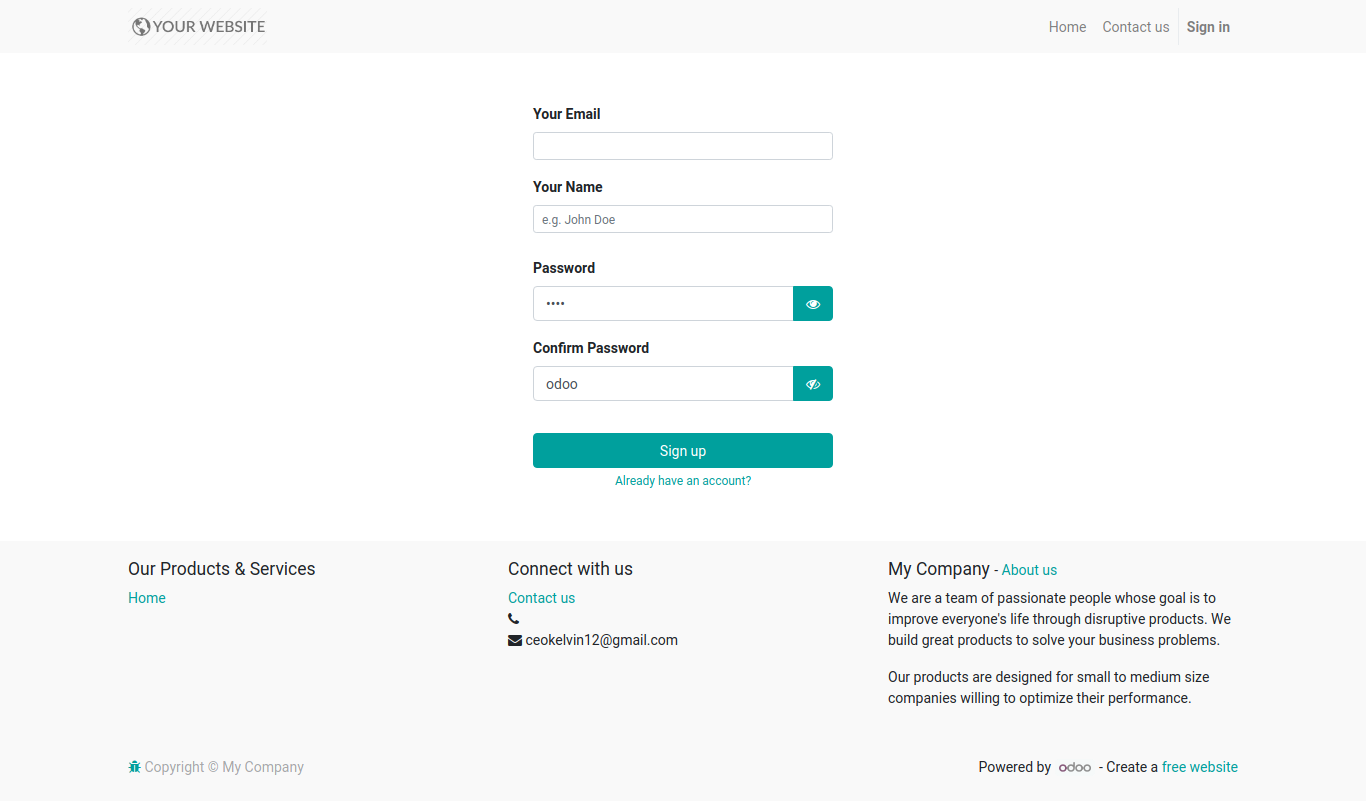 YOUR WEBSITE
Home Contact us Sign in
Your Email
Your Name
e.g. John Doe
Password
••••
Confirm Password
odoo
Sign up
Already have an account?
Our Products & Services
Home
Connect with us
Contact us
ceokelvin12@gmail.com
My Company - About us
We are a team of passionate people whose goal is to
improve everyone's life through disruptive products. We
build great products to solve your business problems.
Our products are designed for small to medium size
companies willing to optimize their performance.
Copyright © My Company
Powered by odoo - Create a free website